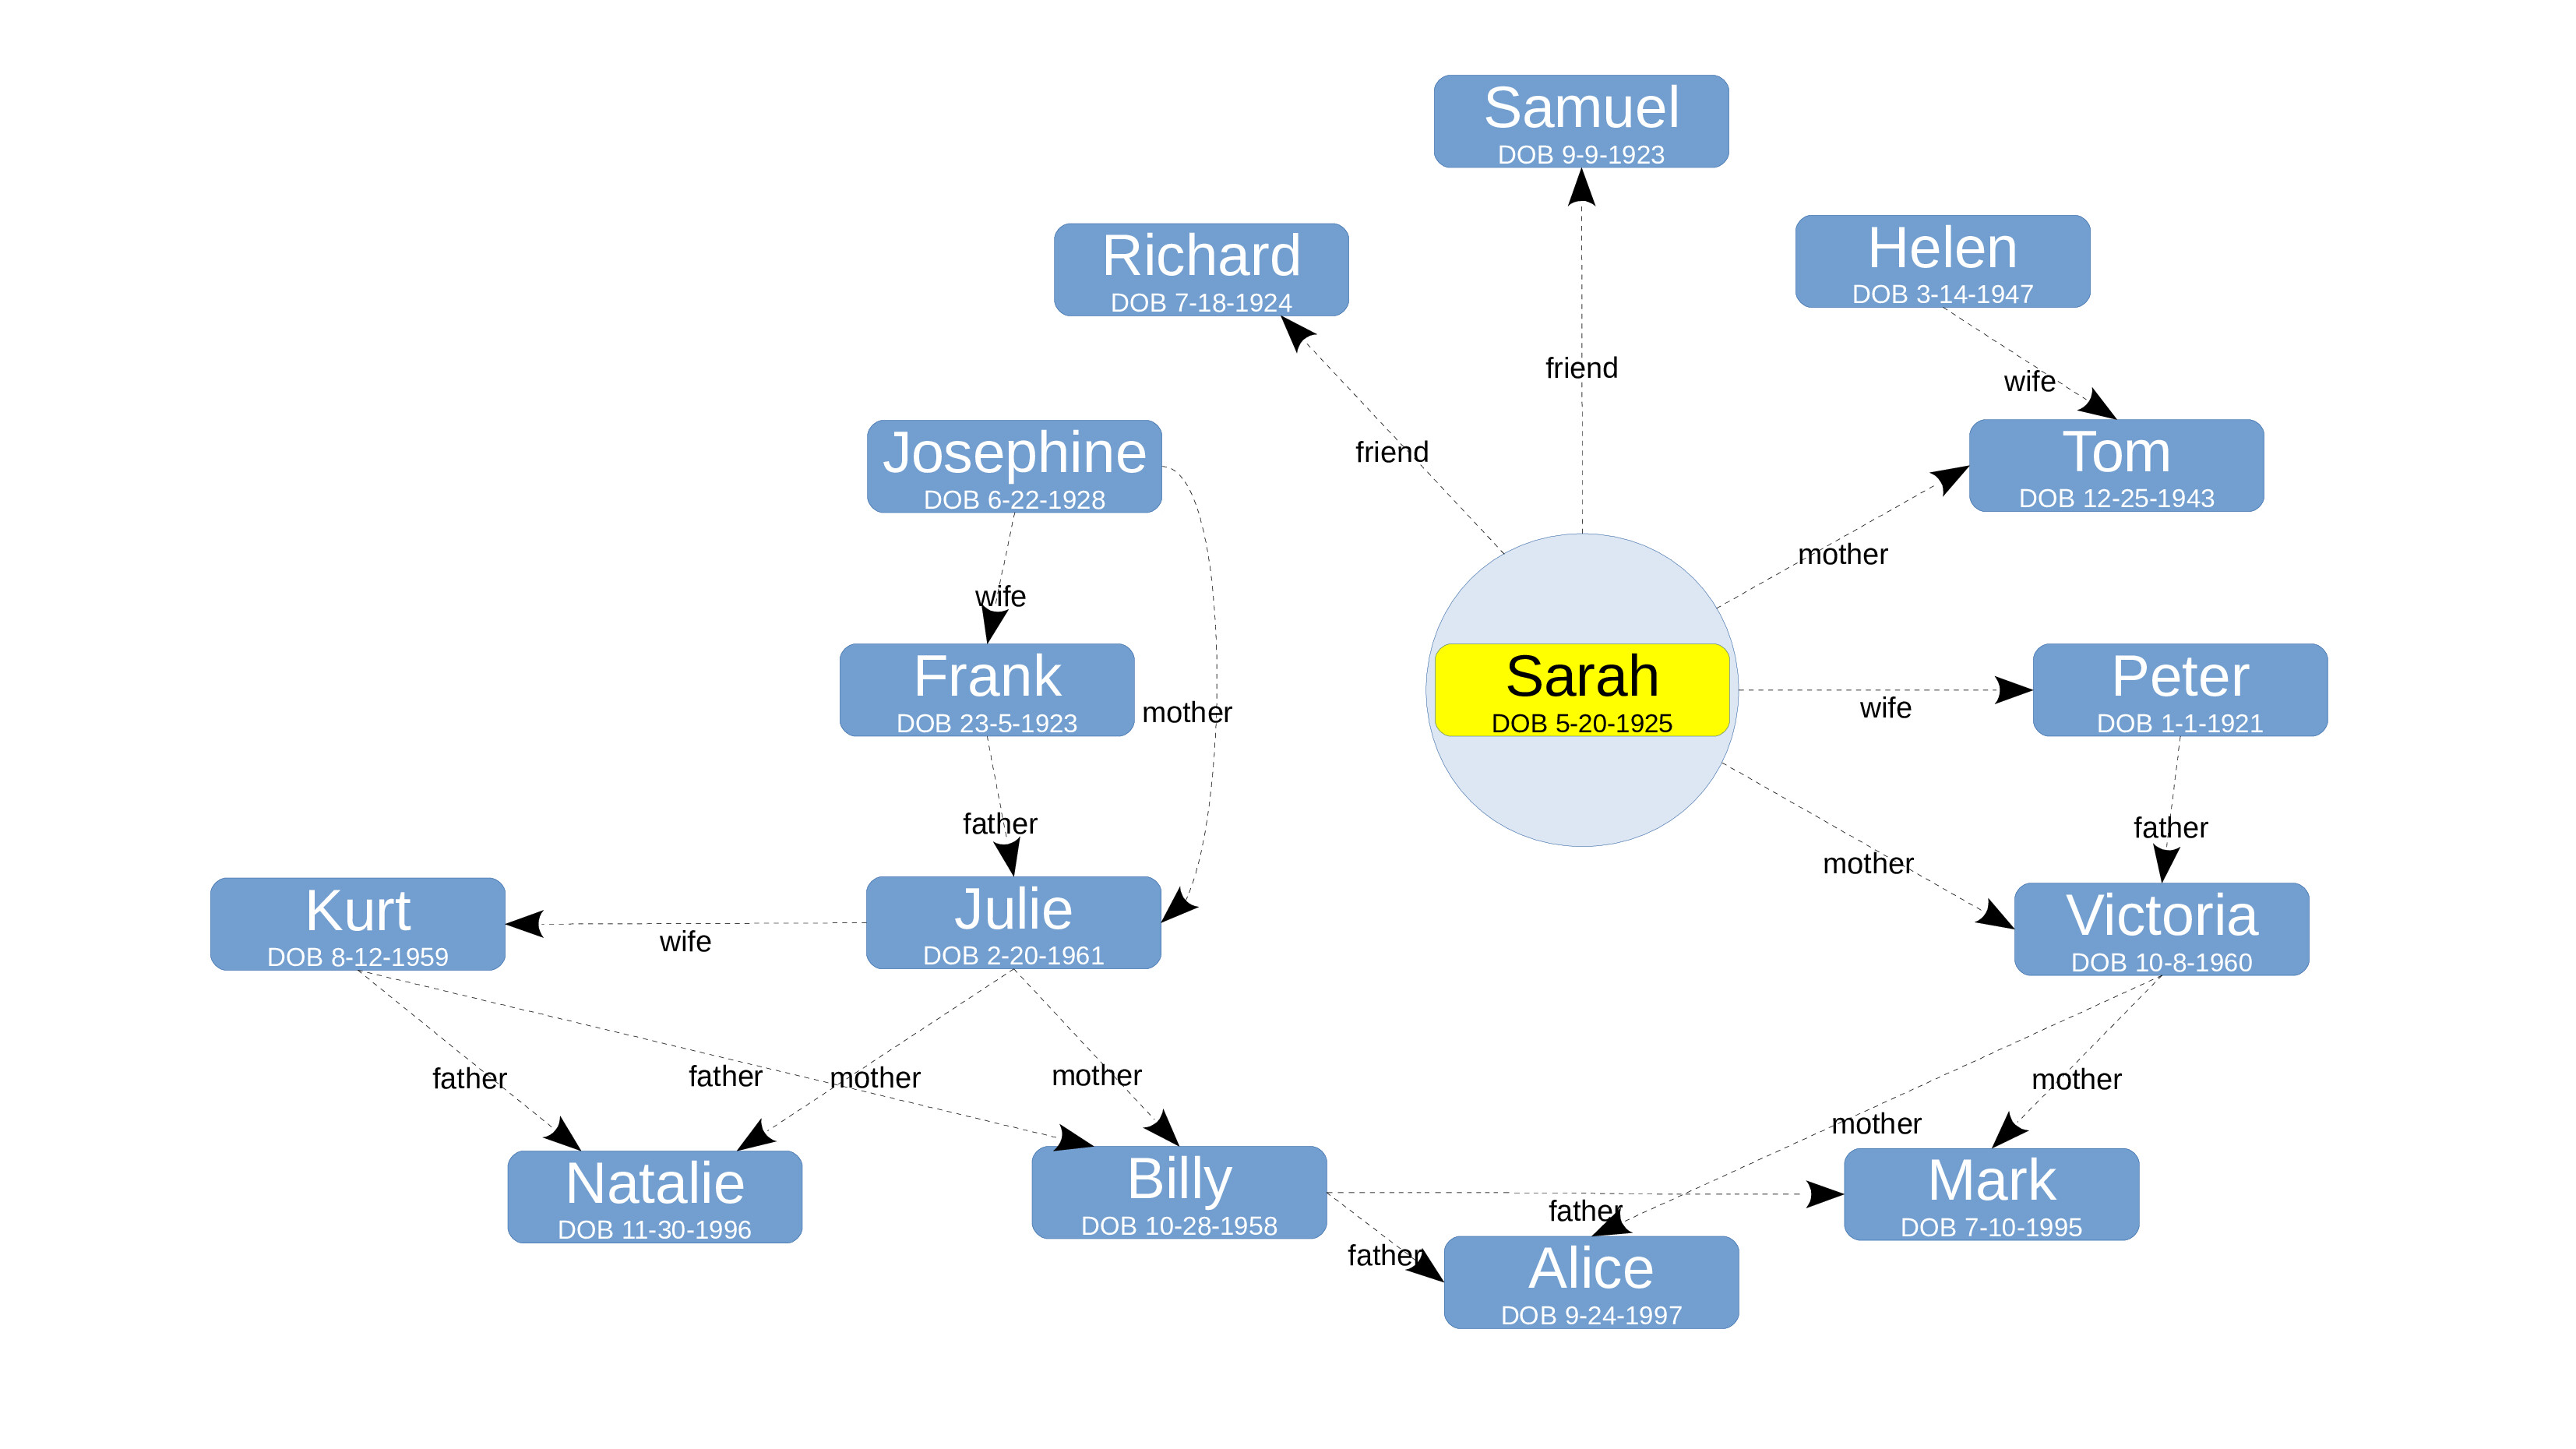 Samuel
DOB 9-9-1923
Richard
DOB 7-18-1924
Helen
DOB 3-14-1947
friend
wife
friend
Josephine
DOB 6-22-1928
Tom
DOB 12-25-1943
mother
wife
Frank
DOB 23-5-1923
mother
Sarah
DOB 5-20-1925
wife
Peter
DOB 1-1-1921
father
father
mother
Kurt
DOB 8-12-1959
wife
Julie
DOB 2-20-1961
Victoria
DOB 10-8-1960
father
father
mother
mother
mother
mother
Natalie
DOB 11-30-1996
Billy
DOB 10-28-1958
father
father
Mark
DOB 7-10-1995
Alice
DOB 9-24-1997